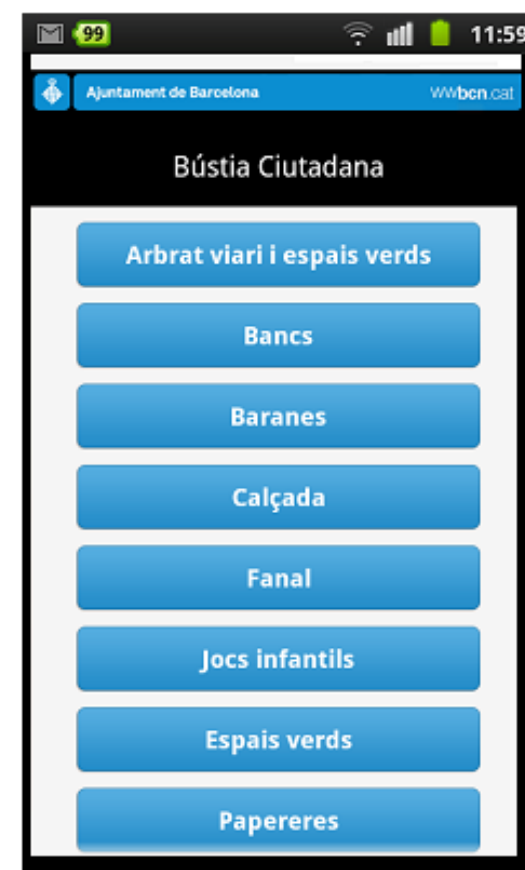 99
11:59
Ajuntament de Barcelona
WWbcn.cat
Bústia Ciutadana
Arbrat viari i espais verds
Bancs
Baranes
Calçada
Fanal
Jocs infantils
Espais verds
Papereres